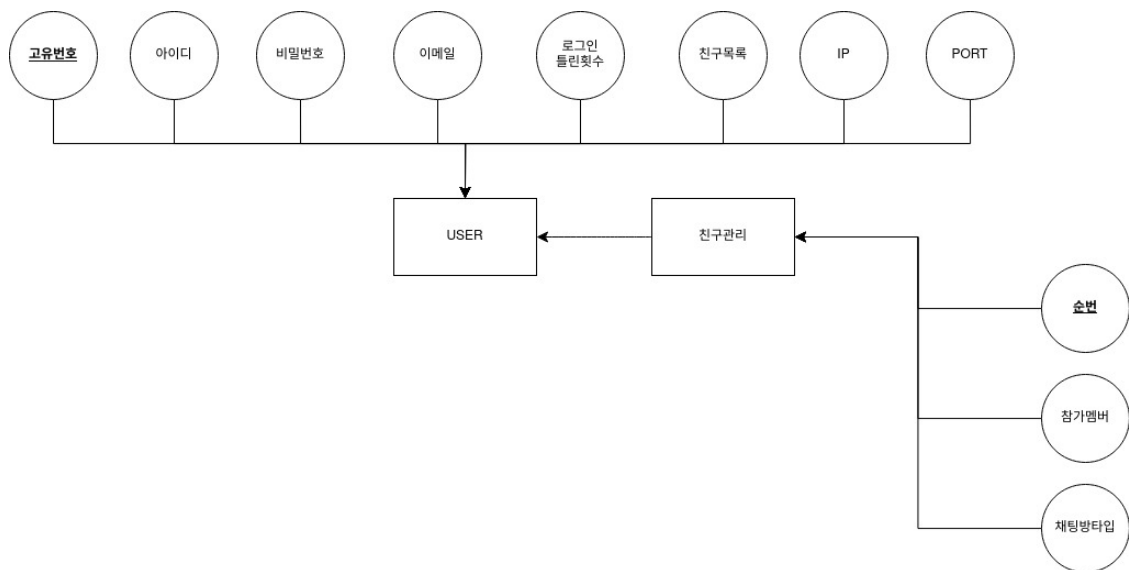 고유번호
아이디
비밀번호
이메일
로그인
틀린횟수
친구목록
IP
PORT
USER
친구관리
순번
참가멤버
채팅방타입